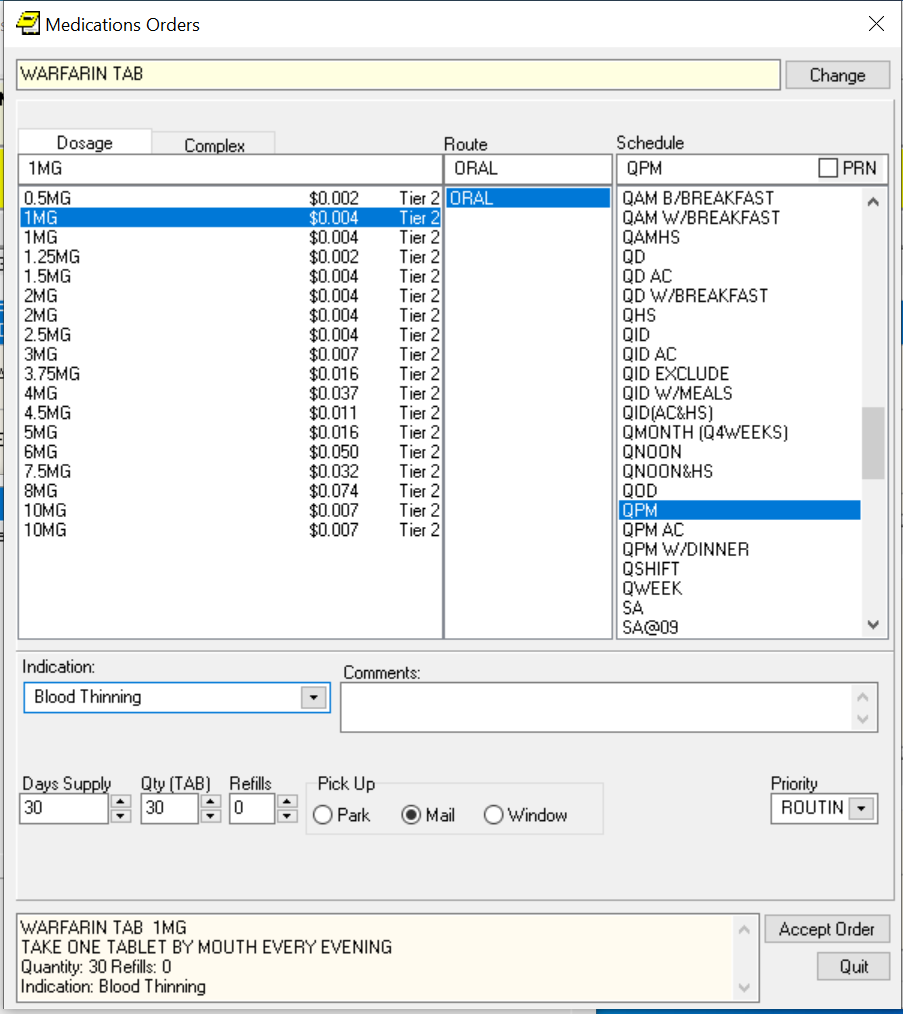 Medications Orders
WARFARIN TAB
Change
Dosage
Complex
Route
Schedule
1MG
ORAL
QPM
PRN
0.5MG $0.002 Tier 2
1MG $0.004 Tier 2
1MG $0.004 Tier 2
1.25MG $0.002 Tier 2
1.5MG $0.004 Tier 2
2MG $0.004 Tier 2
2MG $0.004 Tier 2
2.5MG $0.004 Tier 2
3MG $0.007 Tier 2
3.75MG $0.016 Tier 2
4MG $0.037 Tier 2
4.5MG $0.011 Tier 2
5MG $0.016 Tier 2
6MG $0.050 Tier 2
7.5MG $0.032 Tier 2
8MG $0.074 Tier 2
10MG $0.007 Tier 2
10MG $0.007 Tier 2
ORAL
QAM B/BREAKFAST
QAM W/BREAKFAST
QAMHS
QD
QD AC
QD W/BREAKFAST
QHS
QID
QID AC
QID EXCLUDE
QID W/MEALS
QID(AC&HS)
QMONTH (Q4WEEKS)
QNOON
QNOON&HS
QOD
QPM
QPM AC
QPM W/DINNER
QSHIFT
QWEEK
SA
SA@09
Indication:
Blood Thinning
Comments:
Days Supply
30
Qty (TAB)
30
Refills
0
Pick Up
Park
Mail
Window
Priority
ROUTIN
WARFARIN TAB 1MG
TAKE ONE TABLET BY MOUTH EVERY EVENING
Quantity: 30 Refills: 0
Indication: Blood Thinning
Accept Order
Quit